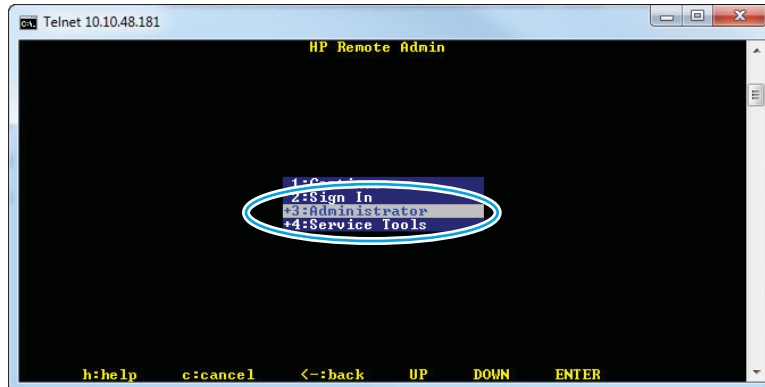 C:\. Telnet 10.10.48.181
HP Remote Admin
2:Sign In
+3:Administrator
+4:Service Tools
h:help c:cancel <-:back UP DOWN ENTER